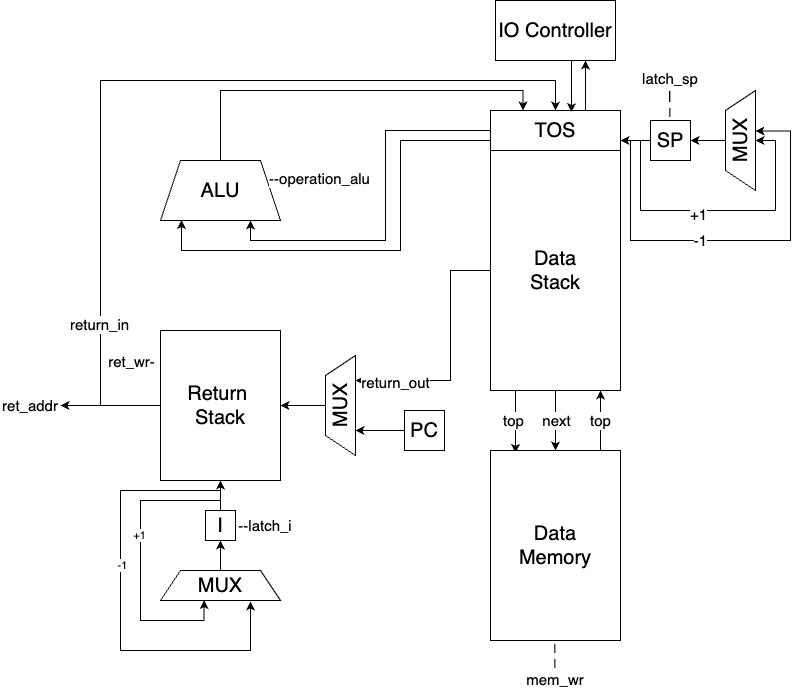 IO Controller
latch_sp
TOS
SP
MUX
ALU
--operation_alu
+1
-1
Data
Stack
return_in
ret_wr-
Return
Stack
MUX
return_out
ret_addr
PC
top
next
top
I
--latch_i
+1
-1
MUX
Data
Memory
mem_wr